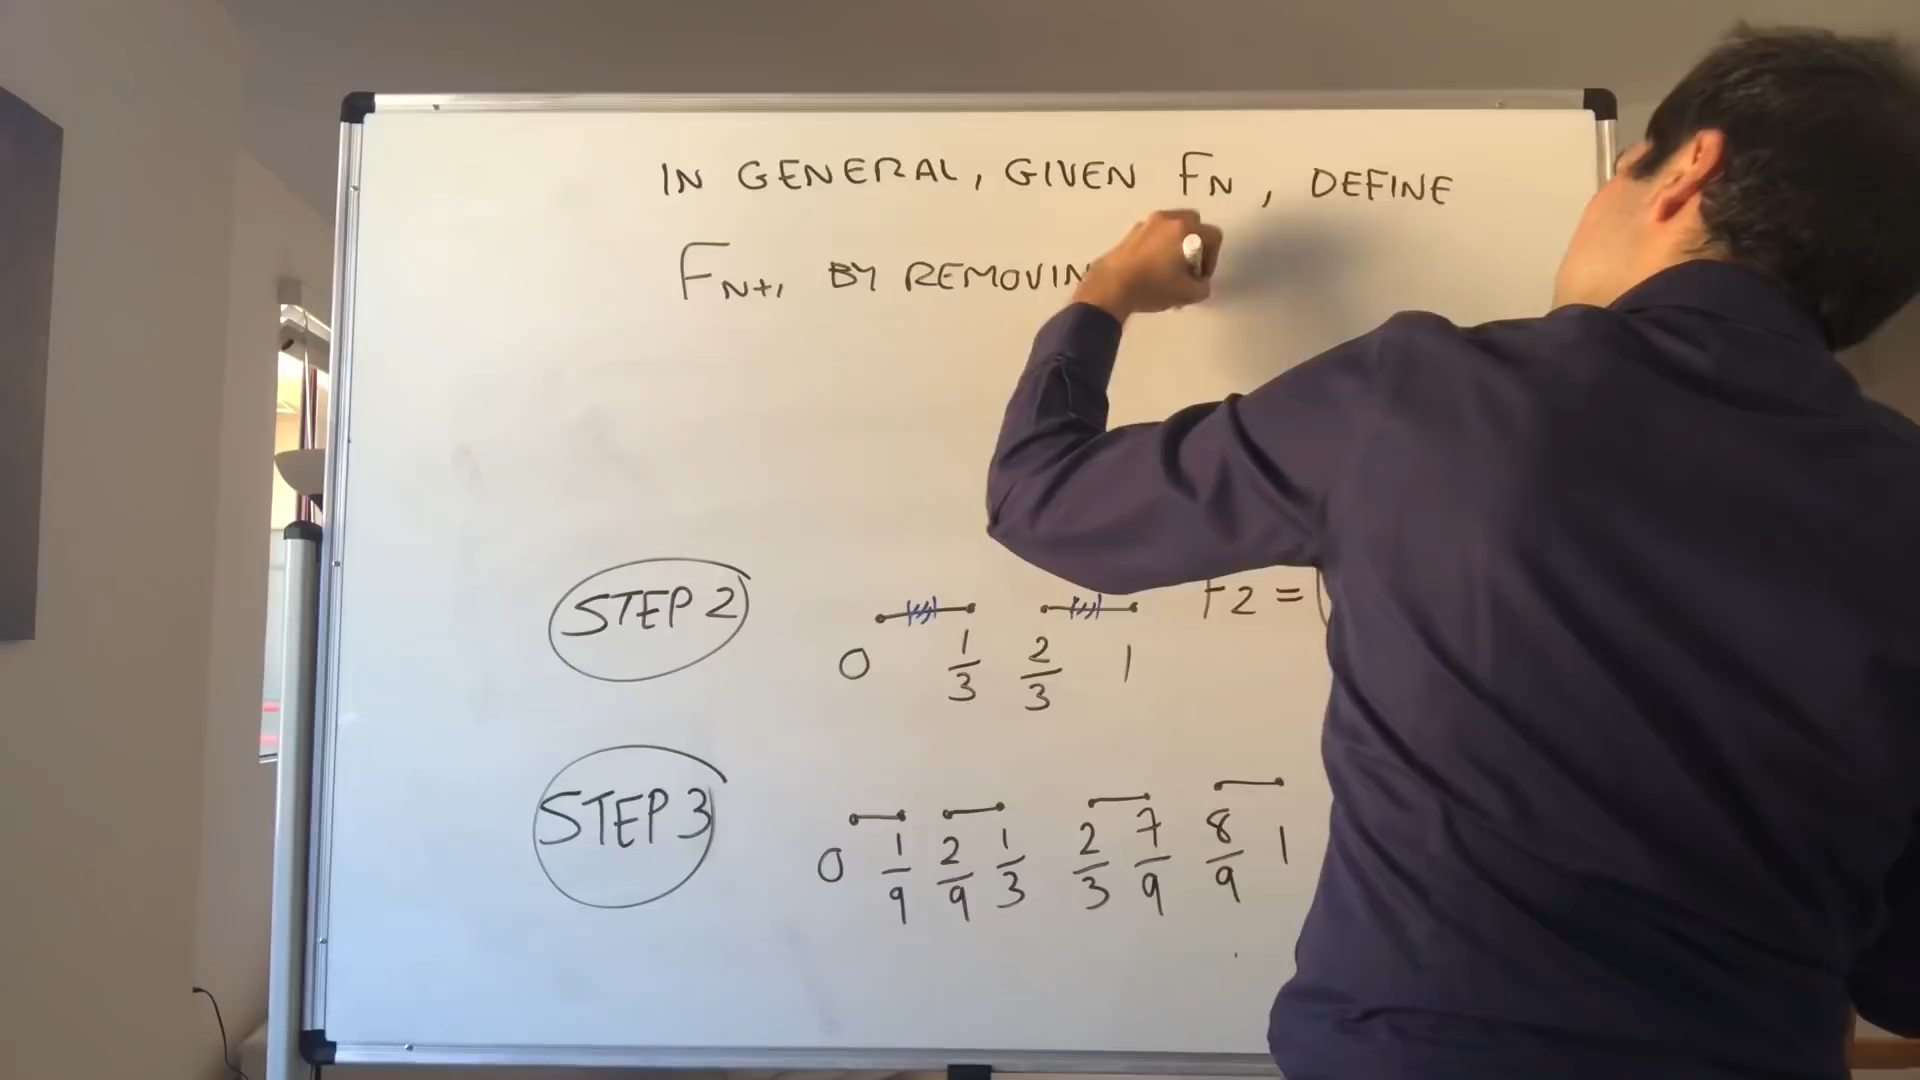 IN GENERAL, GIVEN FN, DEFINE
FN+1 BY REMOVIN
STEP 2
F2 =
0 1/3 2/3 1
STEP 3
0 1/9 2/9 1/3 2/3 7/9 8/9 1